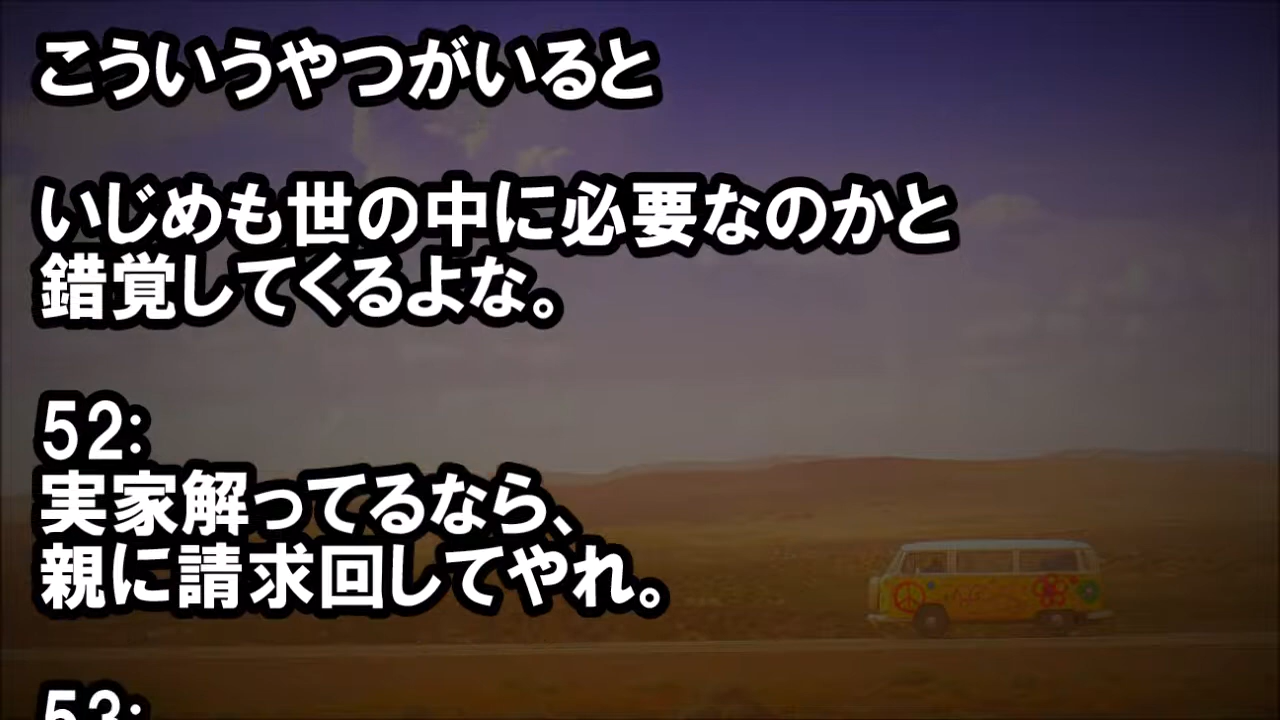 こういうやつがいると
いじめも世の中に必要なのかと
錯覚してくるよな。
52:
実家解ってるなら、
親に請求回してやれ。
53: